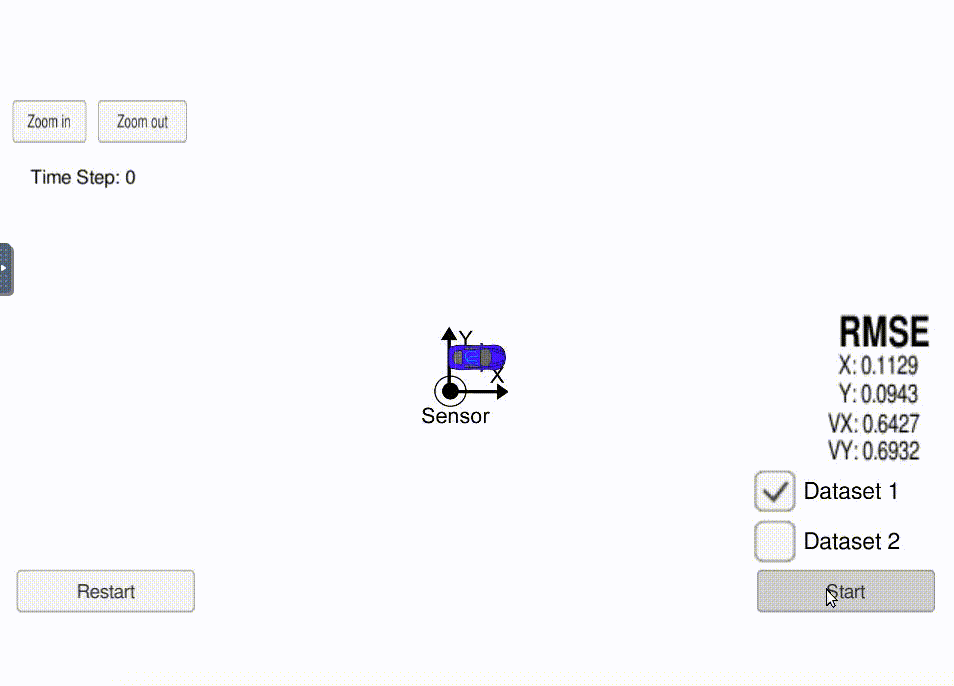 Zoom in
Zoom out
Time Step: 0
Y
X
Sensor
RMSE
X: 0.1129
Y: 0.0943
VX: 0.6427
VY: 0.6932
Dataset 1
Dataset 2
Restart
Start